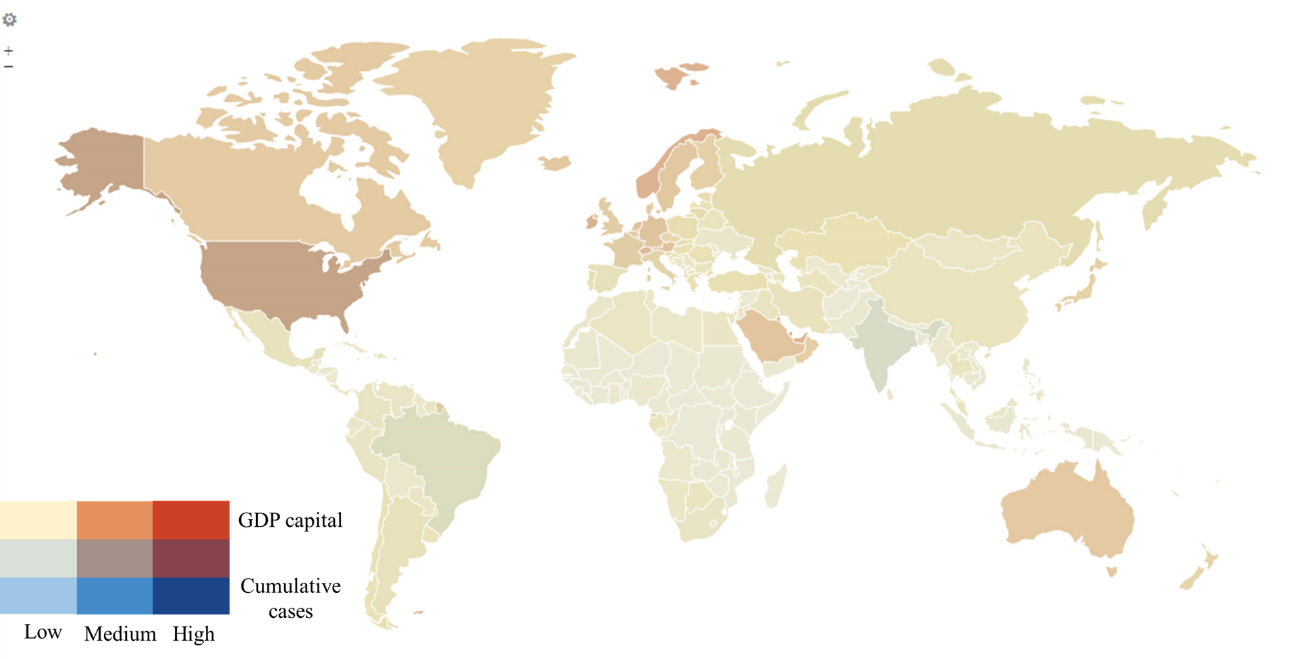 +
−
GDP capital
Cumulative
cases
Low Medium High